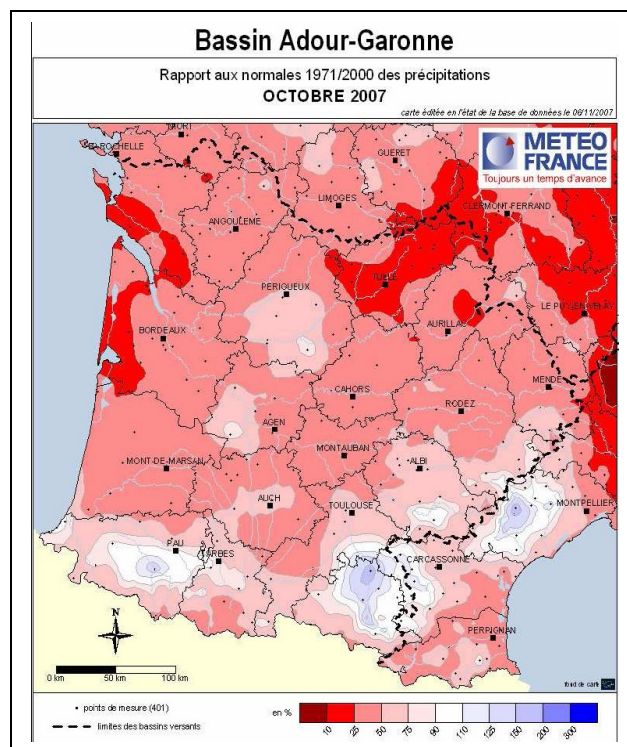 Bassin Adour-Garonne
Rapport aux normales 1971/2000 des précipitations
OCTOBRE 2007
carte éditée en l'état de la base de données le 06/11/2007
METEO
FRANCE
Toujours un temps d'avance
NIORT
LA ROCHELLE
GUERET
LIMOGES
CLERMONT-FERRAND
ANGOULEME
TULLE
PERIGUEUX
LE PUY-EN-VELAY
BORDEAUX
AURILLAC
MENDE
CAHORS
RODEZ
AGEN
MONTAUBAN
ALBI
MONT-DE-MARSAN
AUCH
TOULOUSE
MONTPELLIER
PAU
TARBES
CARCASSONNE
PERPIGNAN
N
0 km 50 km 100 km
fond de carte
points de mesure (401)
limites des bassins versants
en %
10 25 50 75 90 110 125 150 200 300